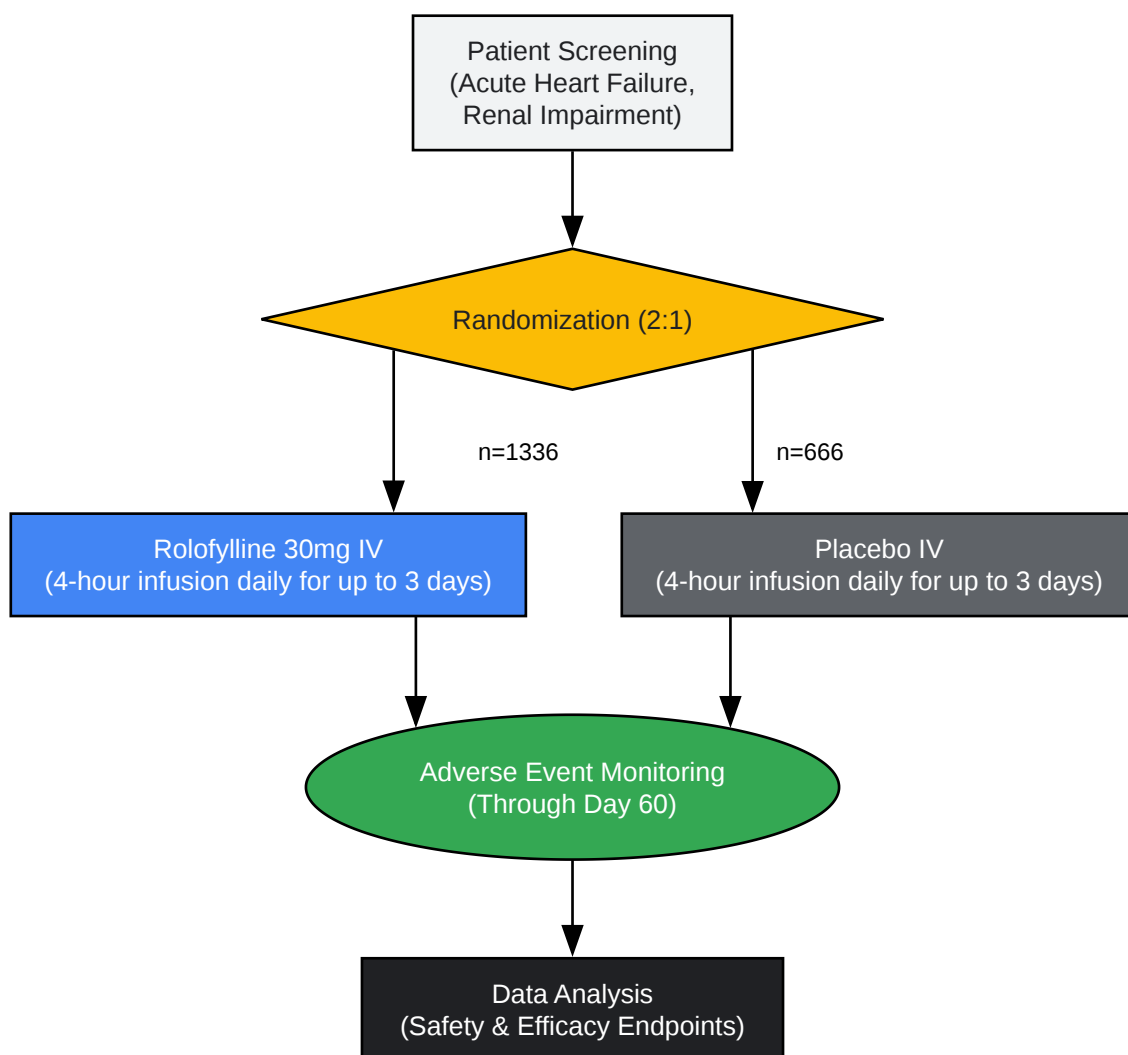 Patient Screening
(Acute Heart Failure,
Renal Impairment)
Randomization (2:1)
n=1336
n=666
Rolofylline 30mg IV
(4-hour infusion daily for up to 3 days)
Placebo IV
(4-hour infusion daily for up to 3 days)
Adverse Event Monitoring
(Through Day 60)
Data Analysis
(Safety & Efficacy Endpoints)